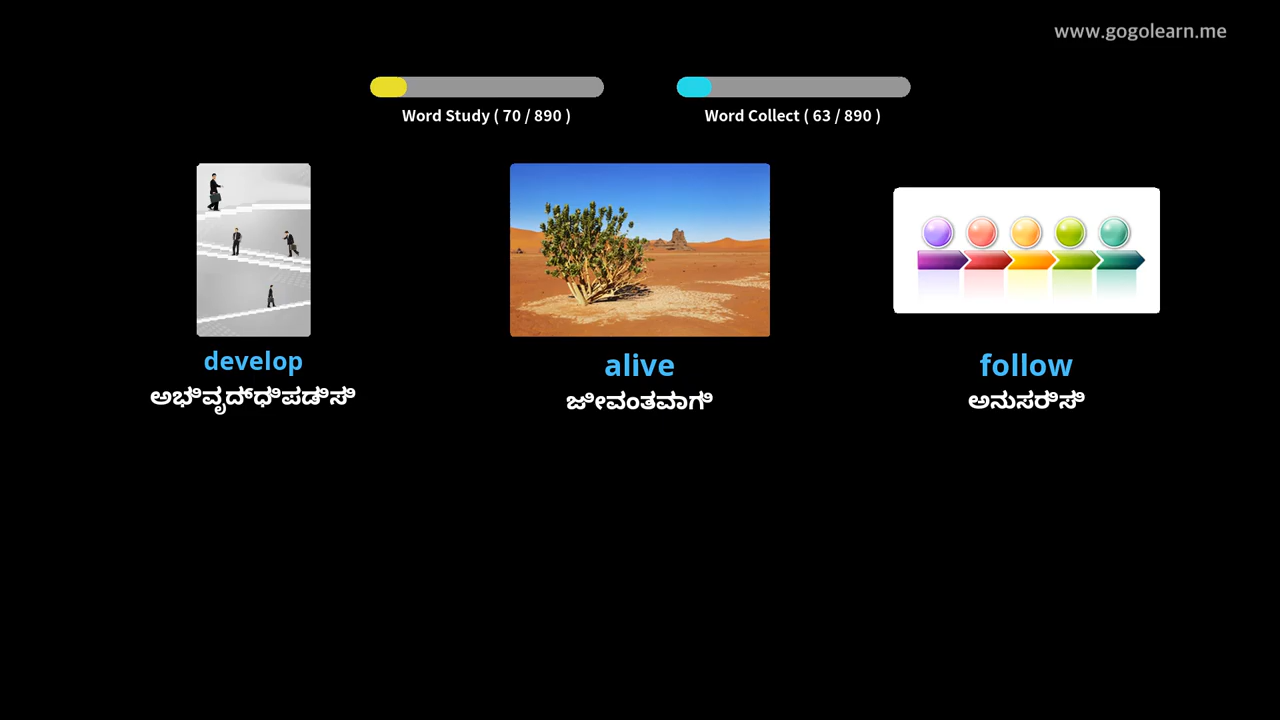 www.gogolearn.me
Word Study ( 70 / 890 )
Word Collect ( 63 / 890 )
develop
ಅಭಿವೃದ್ಧಿಪಡಿಸಿ
alive
ಜೀವಂತವಾಗಿ
follow
ಅನುಸರಿಸಿ